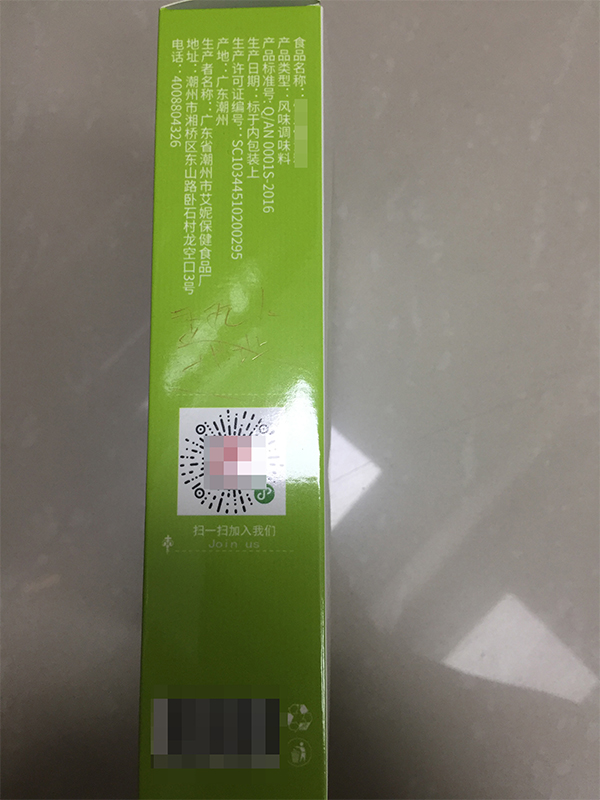 食品名称：
产品类型：风味调味料
产品标准号：Q/AN 0001S-2016
生产日期：标于内包装上
生产许可证编号：SC10344510200295
产地：广东潮州
生产者名称：广东省潮州市艾妮保健食品厂
地址：潮州市湘桥区东山路卧石村龙空口3号
电话：4008804326
扫一扫加入我们
Join us